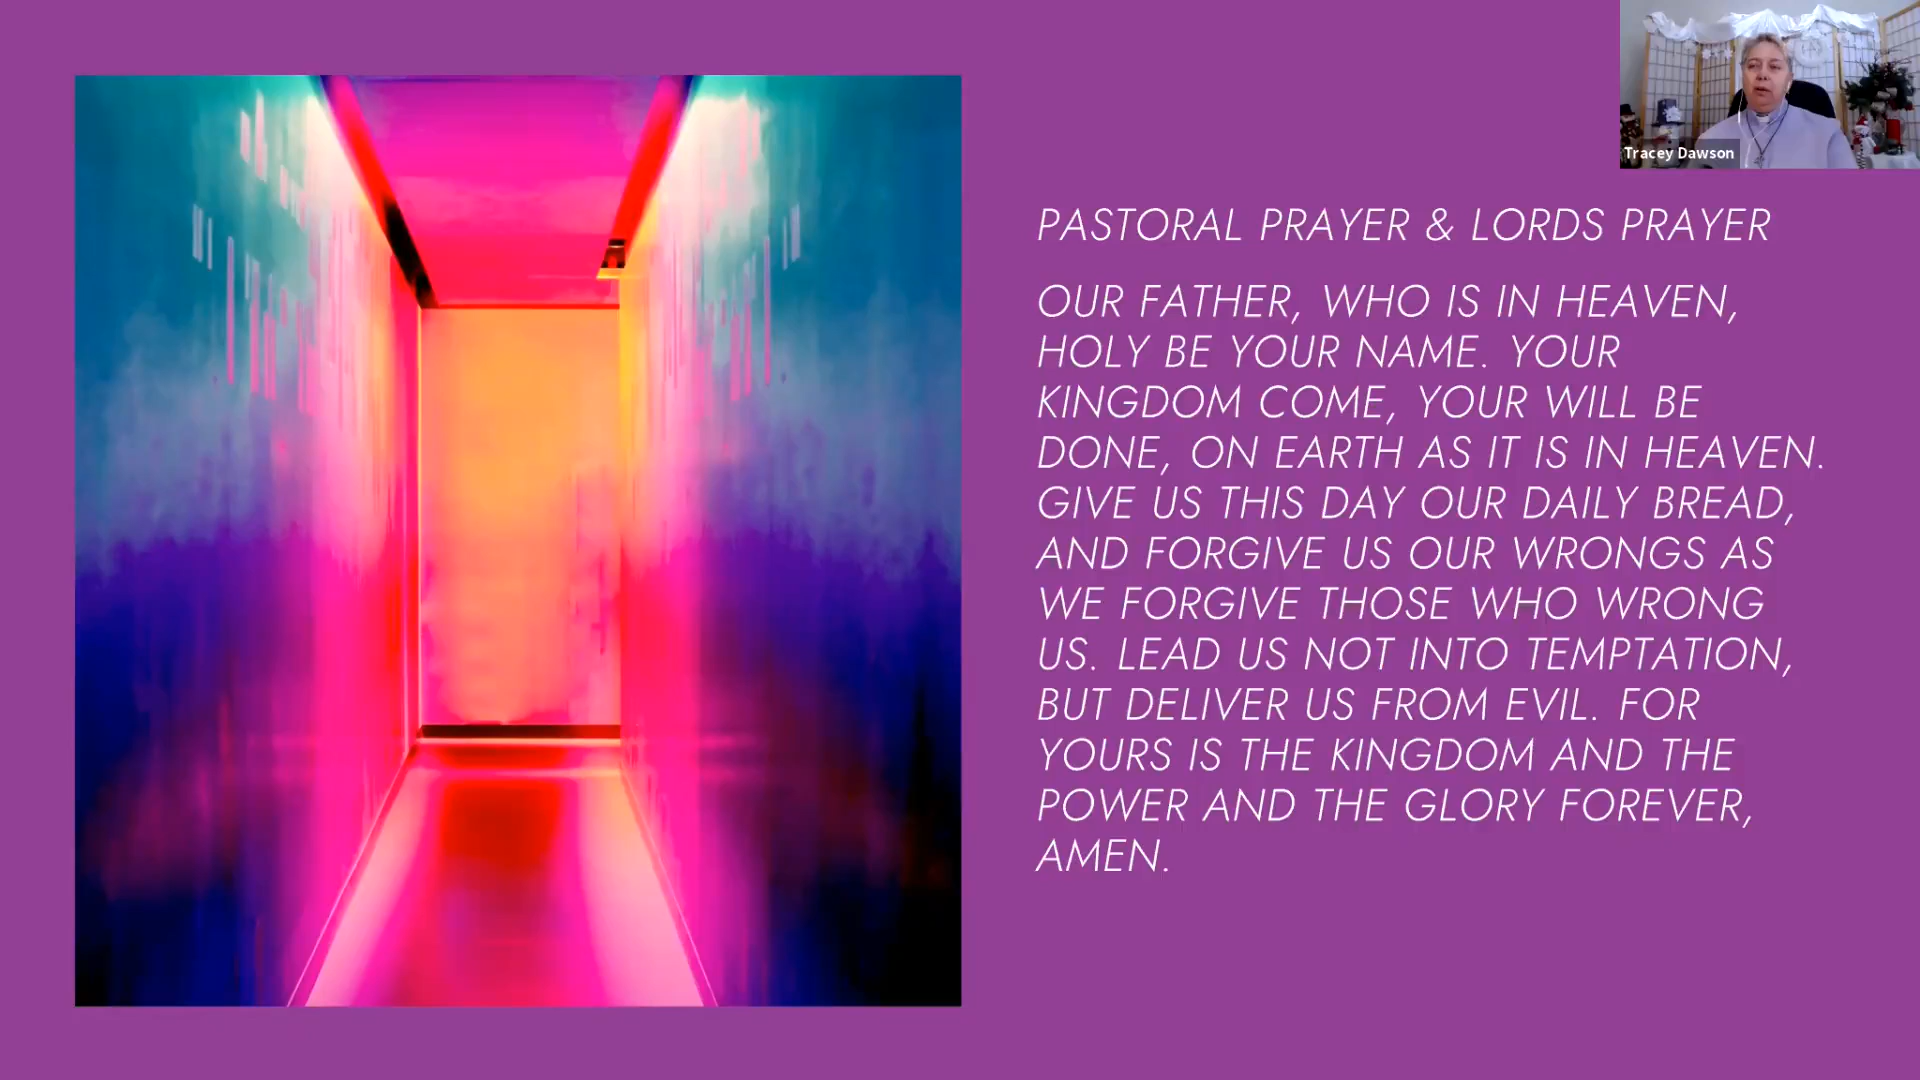 Tracey Dawson
PASTORAL PRAYER & LORDS PRAYER
OUR FATHER, WHO IS IN HEAVEN,
HOLY BE YOUR NAME. YOUR
KINGDOM COME, YOUR WILL BE
DONE, ON EARTH AS IT IS IN HEAVEN.
GIVE US THIS DAY OUR DAILY BREAD,
AND FORGIVE US OUR WRONGS AS
WE FORGIVE THOSE WHO WRONG
US. LEAD US NOT INTO TEMPTATION,
BUT DELIVER US FROM EVIL. FOR
YOURS IS THE KINGDOM AND THE
POWER AND THE GLORY FOREVER,
AMEN.